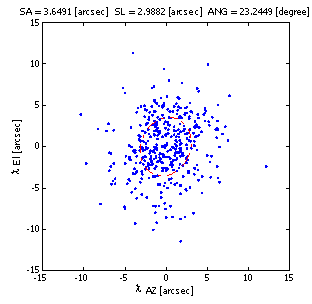 SA = 3.6491 [arcsec] SL = 2.9882 [arcsec] ANG = 23.2449 [degree]
15
10
5
0
-5
-10
-15
-15 -10 -5 0 5 10 15
χ El [arcsec]
χ AZ [arcsec]